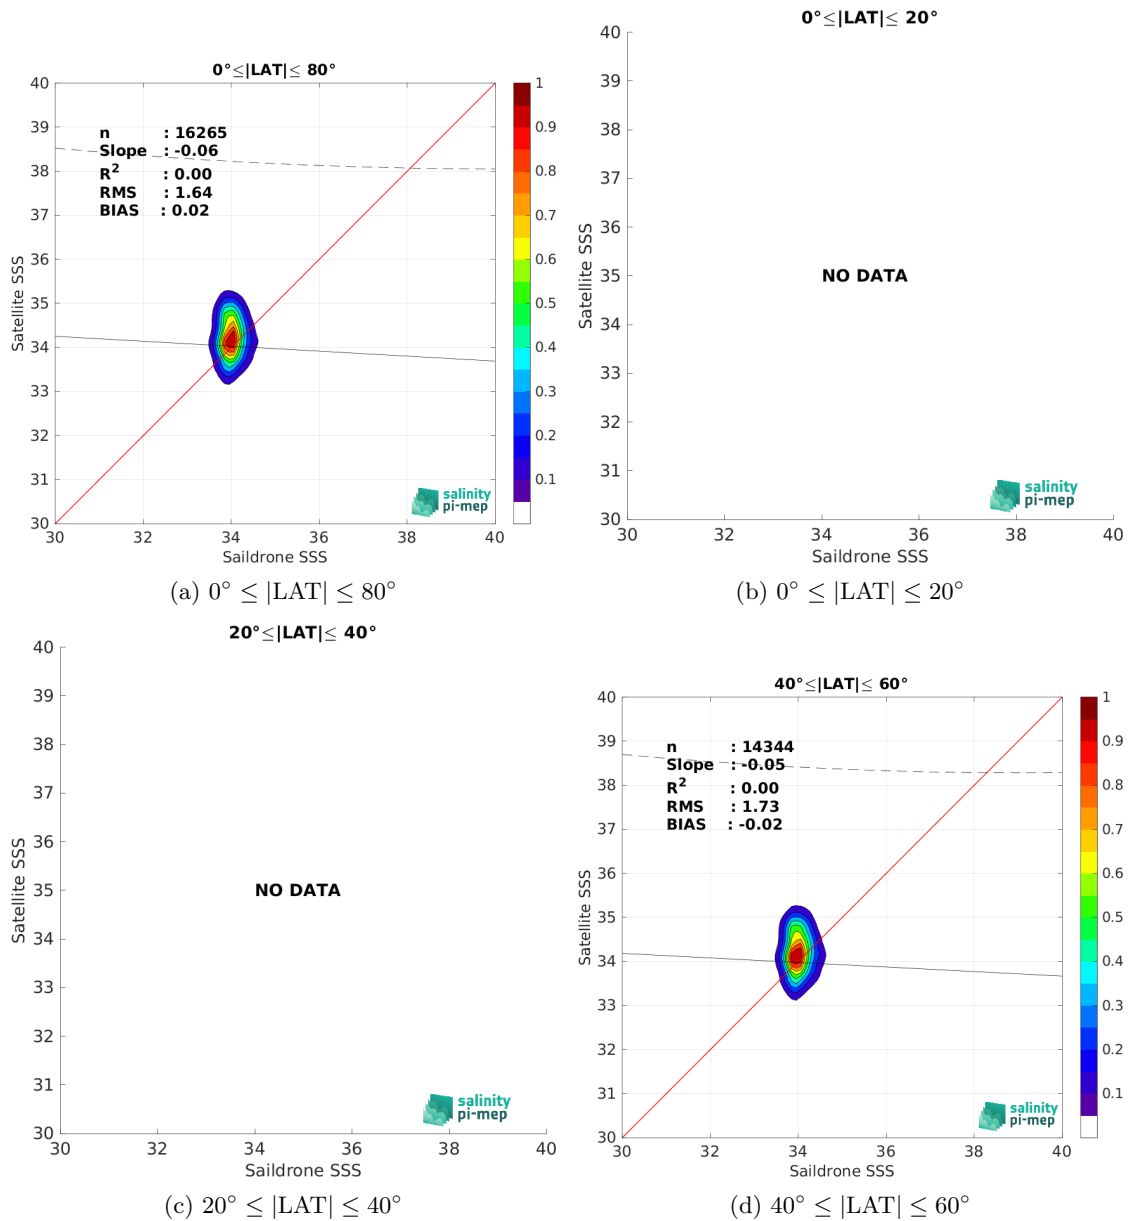 0°≤|LAT|≤ 80°
40
39
38
37
36
35
34
33
32
31
30
Satellite SSS
n : 16265
Slope : -0.06
R² : 0.00
RMS : 1.64
BIAS : 0.02
1
0.9
0.8
0.7
0.6
0.5
0.4
0.3
0.2
0.1
salinity
pi-mep
30 32 34 36 38 40
Saildrone SSS
(a) 0° ≤ |LAT| ≤ 80°
0°≤|LAT|≤ 20°
40
39
38
37
36
35
34
33
32
31
30
Satellite SSS
NO DATA
salinity
pi-mep
30 32 34 36 38 40
Saildrone SSS
(b) 0° ≤ |LAT| ≤ 20°
20°≤|LAT|≤ 40°
40
39
38
37
36
35
34
33
32
31
30
Satellite SSS
NO DATA
salinity
pi-mep
30 32 34 36 38 40
Saildrone SSS
(c) 20° ≤ |LAT| ≤ 40°
40°≤|LAT|≤ 60°
40
39
38
37
36
35
34
33
32
31
30
Satellite SSS
n : 14344
Slope : -0.05
R² : 0.00
RMS : 1.73
BIAS : -0.02
1
0.9
0.8
0.7
0.6
0.5
0.4
0.3
0.2
0.1
salinity
pi-mep
30 32 34 36 38 40
Saildrone SSS
(d) 40° ≤ |LAT| ≤ 60°